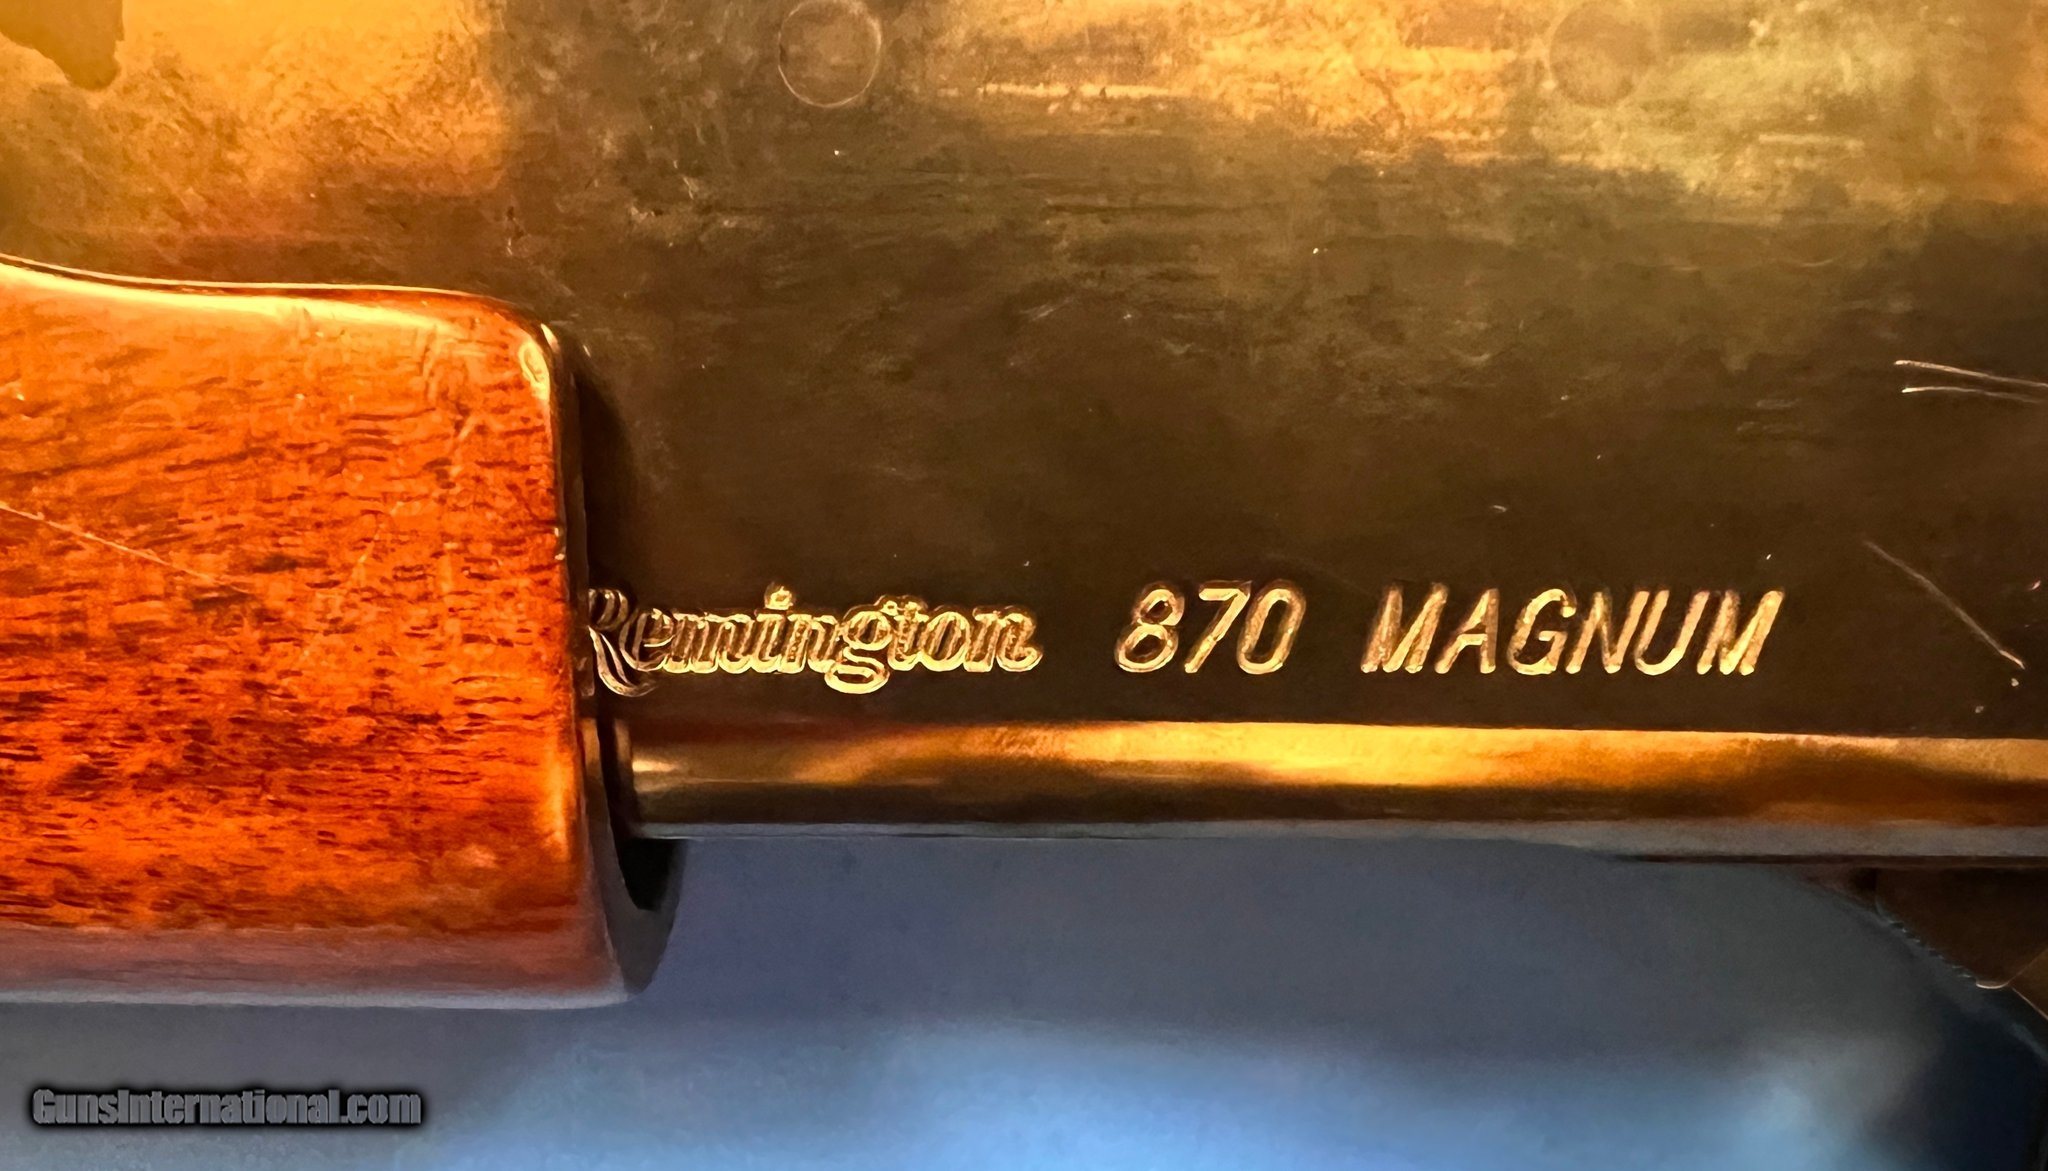 Remington 870 MAGNUM
GunsInternational.com